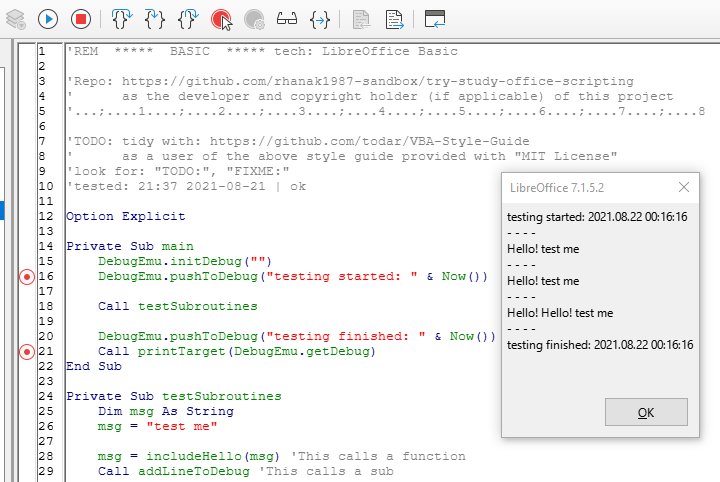 1 'REM  *****  BASIC  ***** tech: LibreOffice Basic
2
3 'Repo: https://github.com/rhanak1987-sandbox/try-study-office-scripting
4 '      as the developer and copyright holder (if applicable) of this project
5 '...;....1....;....2....;....3....;....4....;....5....;....6....;....7....;....8
6
7 'TODO: tidy with: https://github.com/todar/VBA-Style-Guide
8 '      as a user of the above style guide provided with "MIT License"
9 'look for: "TODO:", "FIXME:"
10 'tested: 21:37 2021-08-21 | ok
11
12 Option Explicit
13
14 Private Sub main
15     DebugEmu.initDebug("")
16     DebugEmu.pushToDebug("testing started: " & Now())
17
18     Call testSubroutines
19
20     DebugEmu.pushToDebug("testing finished: " & Now())
21     Call printTarget(DebugEmu.getDebug)
22 End Sub
23
24 Private Sub testSubroutines
25     Dim msg As String
26     msg = "test me"
27
28     msg = includeHello(msg) 'This calls a function
29     Call addLineToDebug 'This calls a sub
LibreOffice 7.1.5.2
testing started: 2021.08.22 00:16:16
- - - -
Hello! test me
- - - -
Hello! test me
- - - -
Hello! Hello! test me
- - - -
testing finished: 2021.08.22 00:16:16
OK